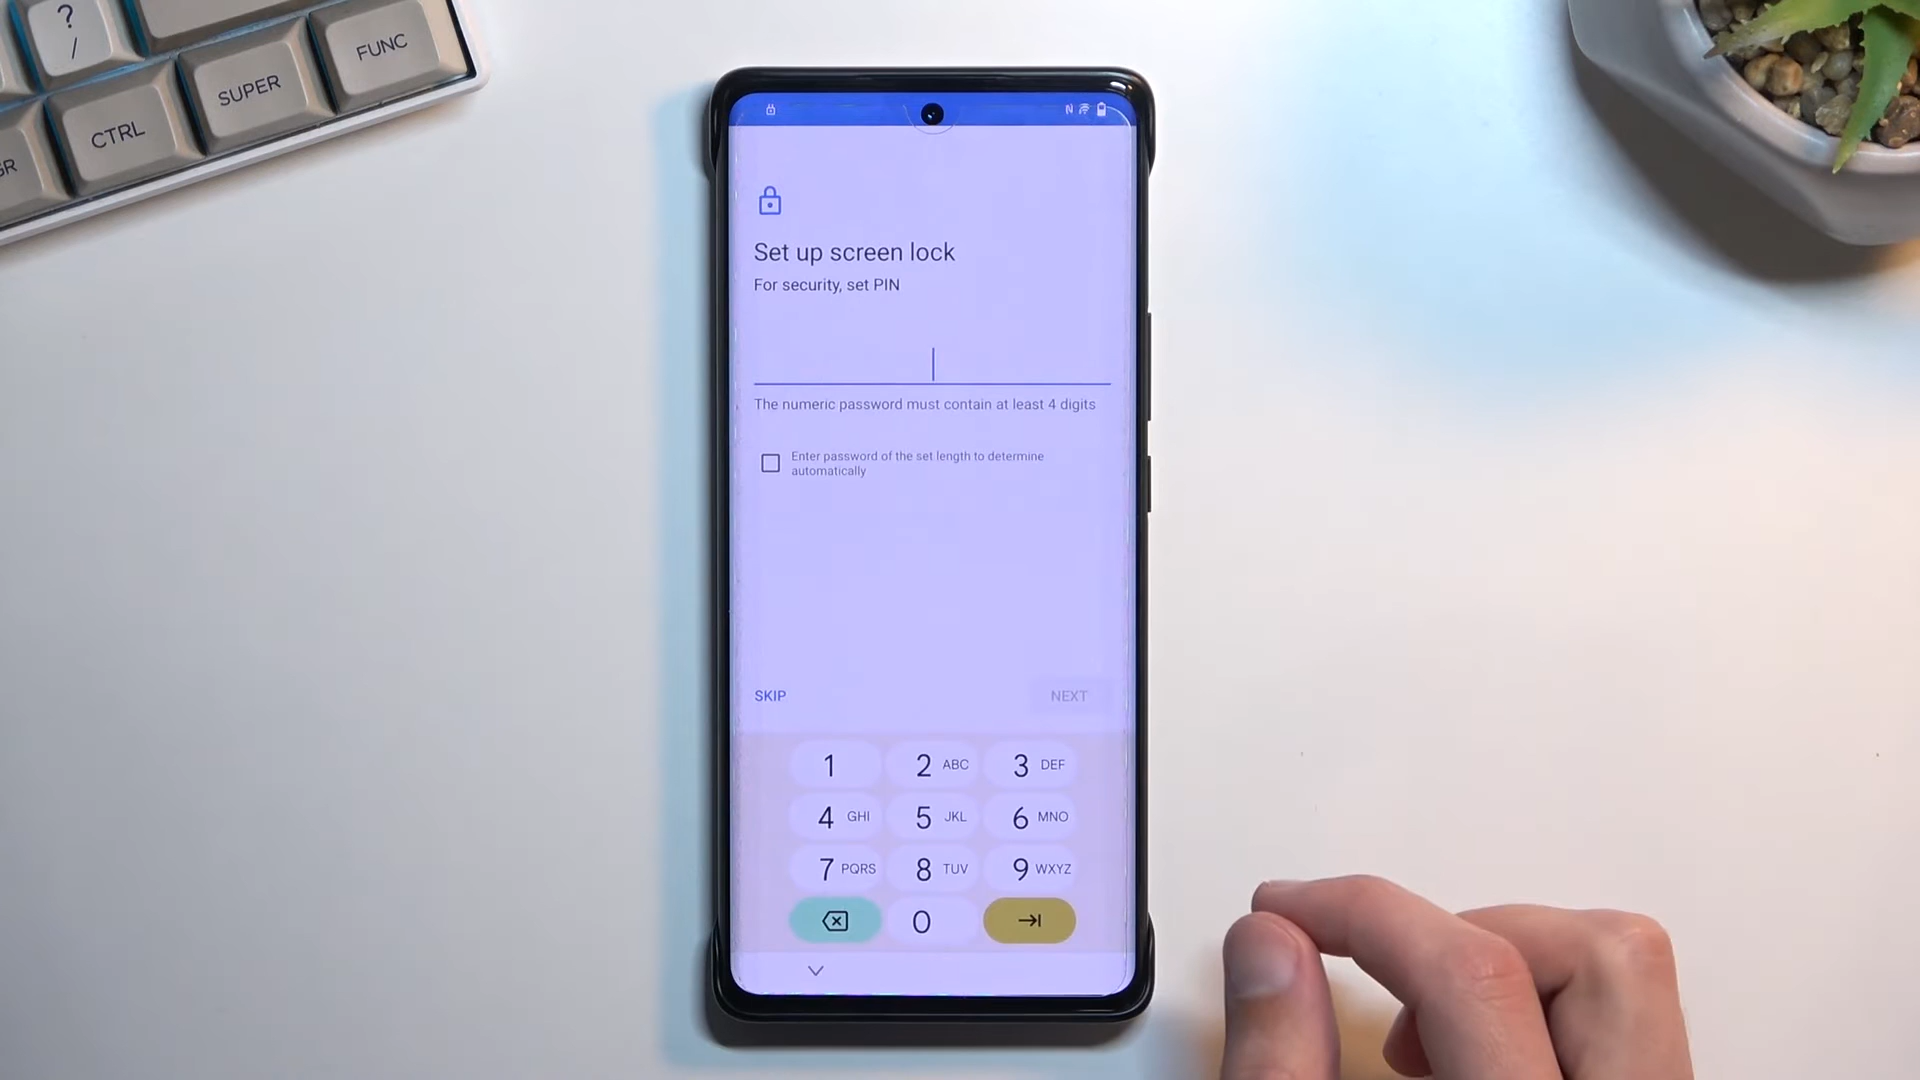 ?
/
FUNC
SUPER
CTRL
GR
Set up screen lock
For security, set PIN
The numeric password must contain at least 4 digits
Enter password of the set length to determine
automatically
SKIP
NEXT
1
2 ABC
3 DEF
4 GHI
5 JKL
6 MNO
7 PQRS
8 TUV
9 WXYZ
0